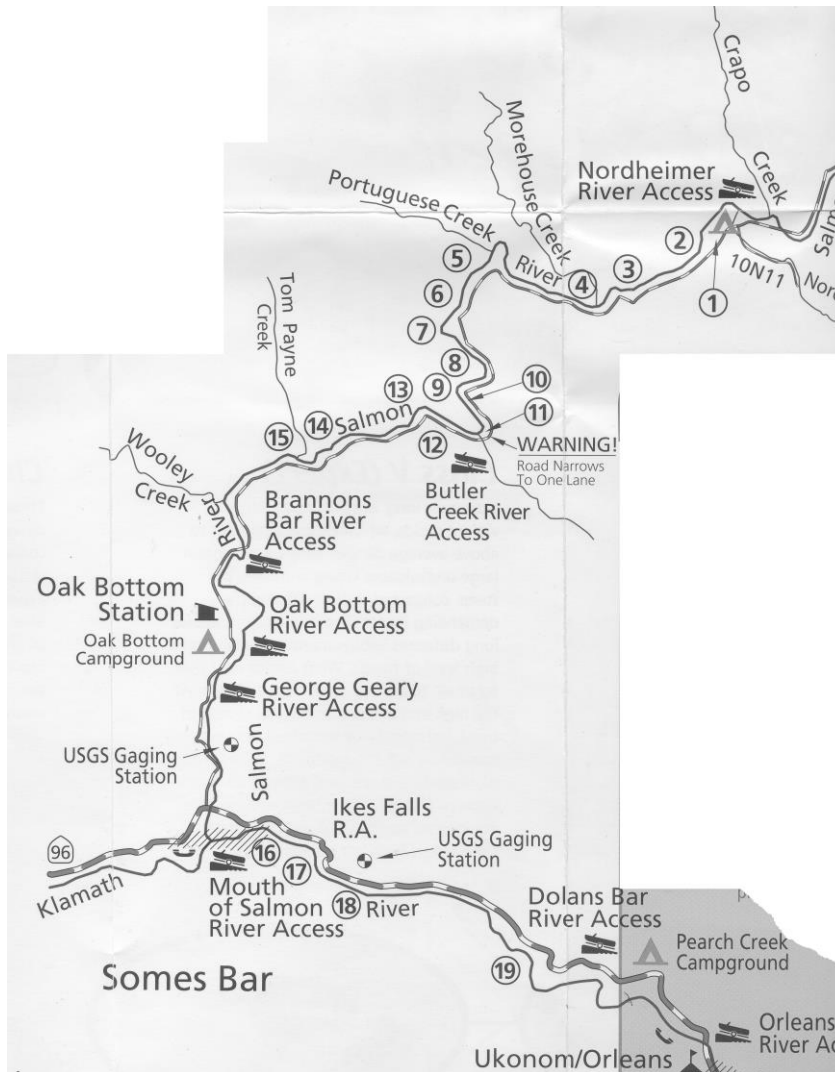 Crapo
Creek
Morehouse
Creek
Nordheimer
River Access
Portuguese Creek
5
River
4
3
2
10N11
1
6
7
Tom Payne
Creek
8
9
10
13
Salmon
14
15
11
12
WARNING!
Road Narrows
To One Lane
Wooley
Creek
River
Butler
Creek River
Access
Brannons
Bar River
Access
Oak Bottom
Station
Oak Bottom
Campground
Oak Bottom
River Access
George Geary
River Access
USGS Gaging
Station
Salmon
Ikes Falls
R.A.
USGS Gaging
Station
96
Klamath
16
17
18
River
Mouth
of Salmon
River Access
Dolans Bar
River Access
Pearch Creek
Campground
19
Somes Bar
Orleans
River Ac
Ukonom/Orleans